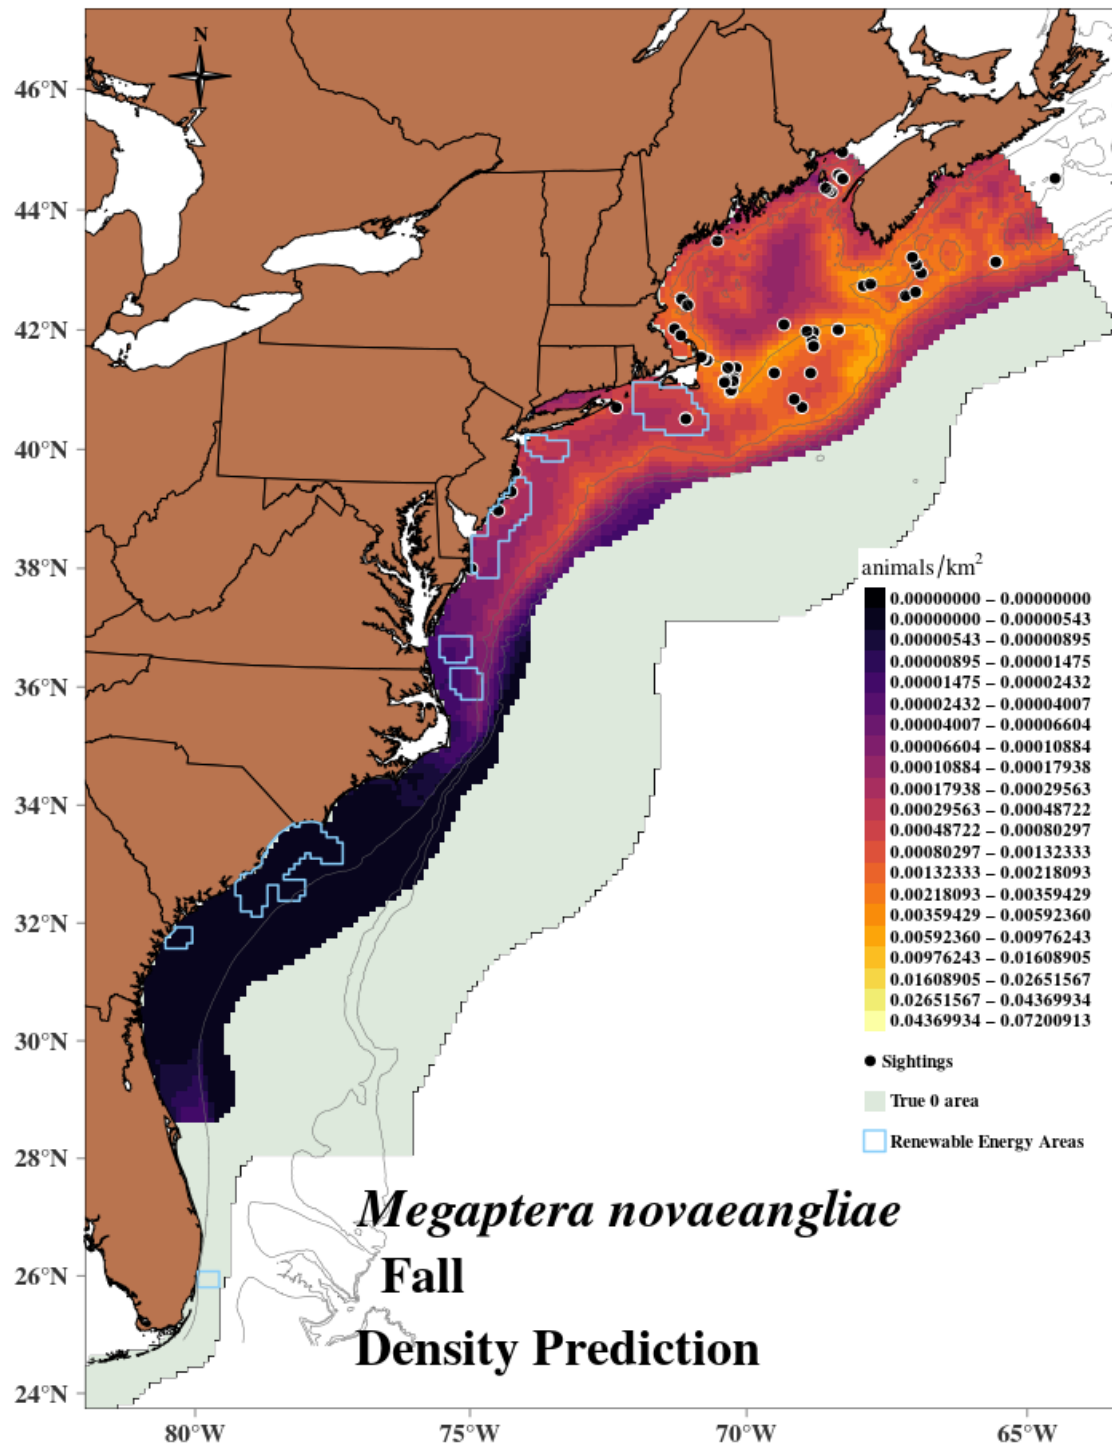 N
46°N
44°N
42°N
40°N
38°N
36°N
34°N
32°N
30°N
28°N
26°N
24°N
80°W
75°W
70°W
65°W
animals/km²
0.00000000 – 0.00000000
0.00000000 – 0.00000543
0.00000543 – 0.00000895
0.00000895 – 0.00001475
0.00001475 – 0.00002432
0.00002432 – 0.00004007
0.00004007 – 0.00006604
0.00006604 – 0.00010884
0.00010884 – 0.00017938
0.00017938 – 0.00029563
0.00029563 – 0.00048722
0.00048722 – 0.00080297
0.00080297 – 0.00132333
0.00132333 – 0.00218093
0.00218093 – 0.00359429
0.00359429 – 0.00592360
0.00592360 – 0.00976243
0.00976243 – 0.01608905
0.01608905 – 0.02651567
0.02651567 – 0.04369934
0.04369934 – 0.07200913
Sightings
True 0 area
Renewable Energy Areas
Megaptera novaeangliae
Fall
Density Prediction